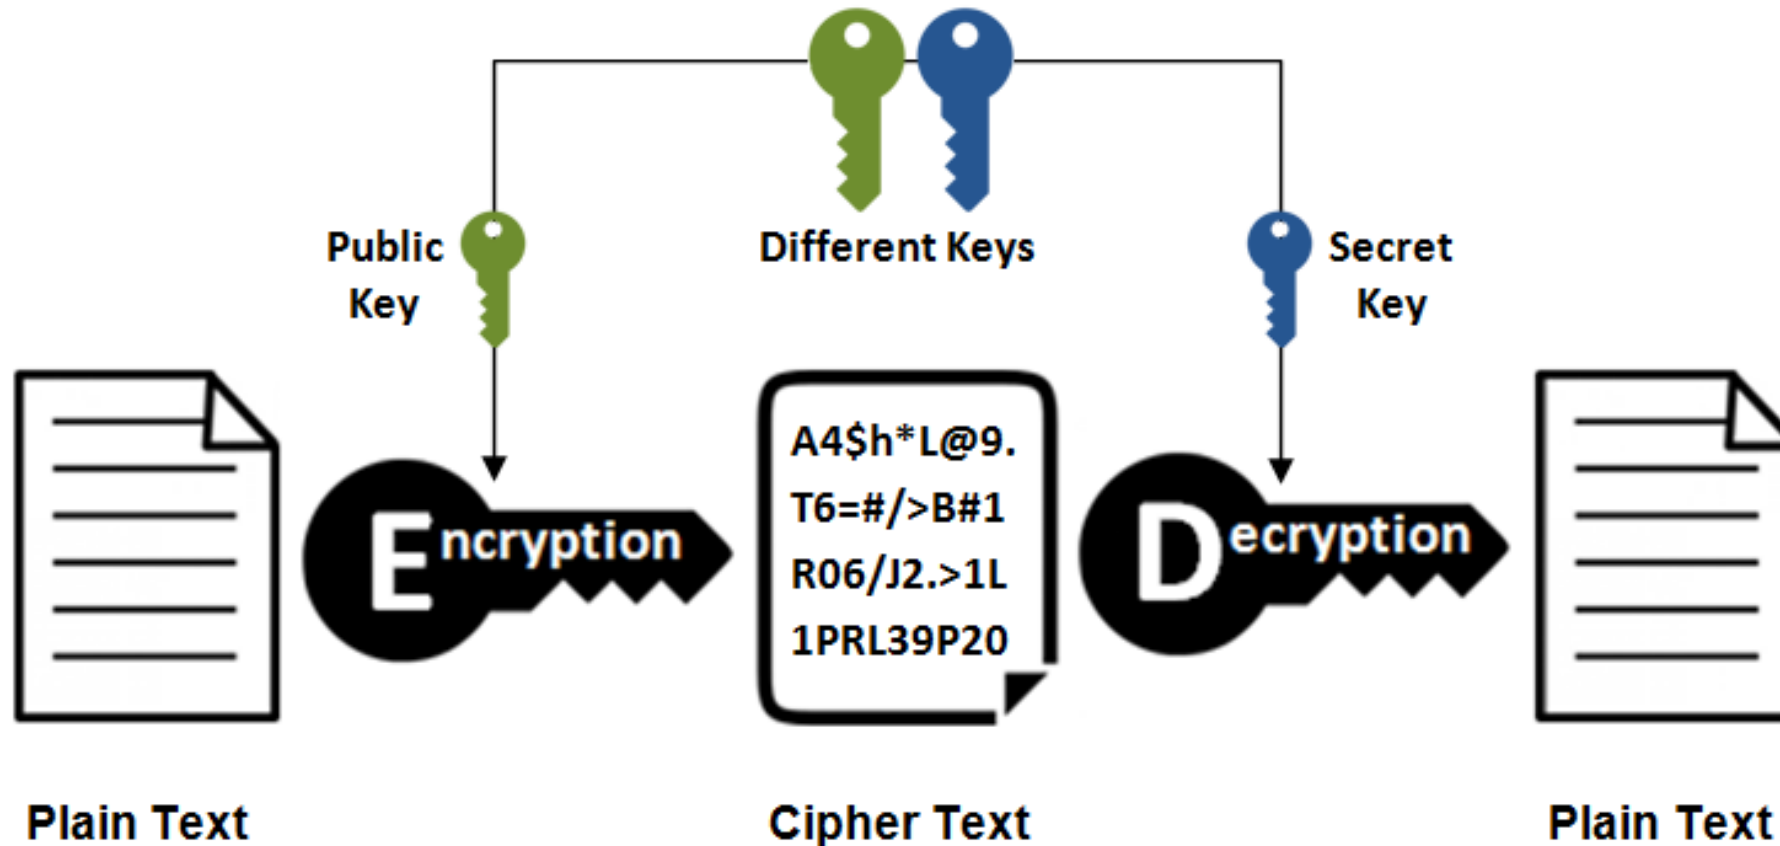 Public
Key
Different Keys
Secret
Key
Encryption
A4$h*L@9.
T6=#/>B#1
R06/J2.>1L
1PRL39P20
Decryption
Plain Text
Cipher Text
Plain Text